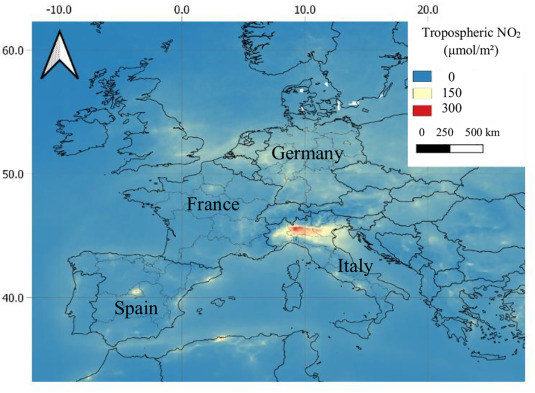 -10.0 0.0 10.0 20.0
Tropospheric NO₂
(μmol/m²)
60.0
0
150
300
0 250 500 km
Germany
50.0
France
Italy
40.0
Spain